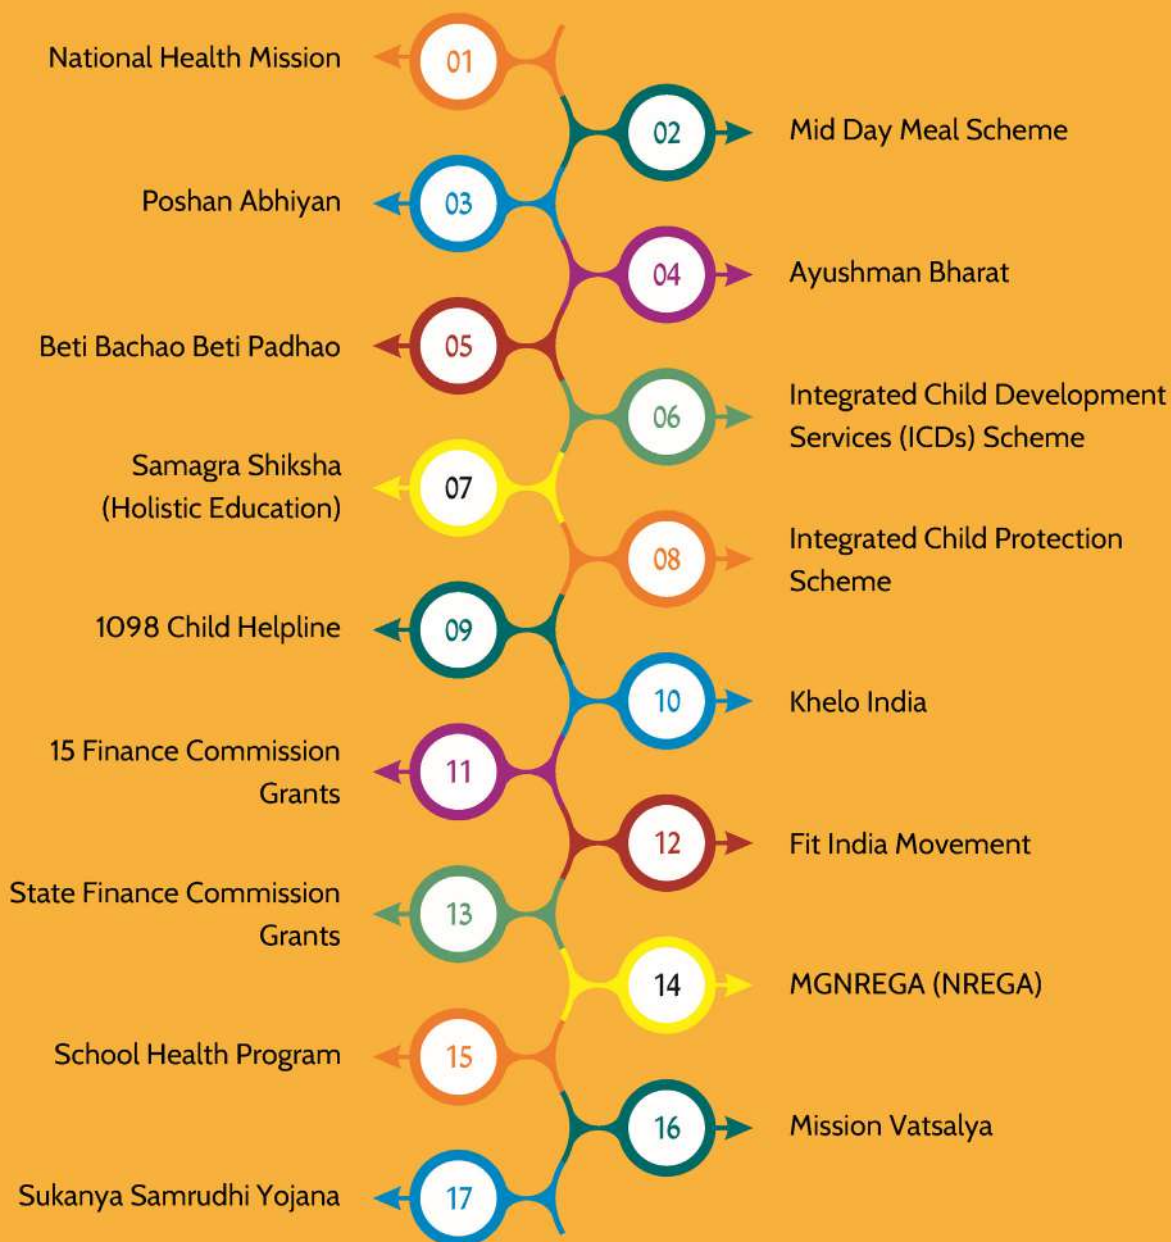 National Health Mission
01
02
Mid Day Meal Scheme
Poshan Abhiyan
03
04
Ayushman Bharat
Beti Bachao Beti Padhao
05
06
Integrated Child Development
Services (ICDs) Scheme
Samagra Shiksha
(Holistic Education)
07
08
Integrated Child Protection
Scheme
1098 Child Helpline
09
10
Khelo India
15 Finance Commission
Grants
11
12
Fit India Movement
State Finance Commission
Grants
13
14
MGNREGA (NREGA)
School Health Program
15
16
Mission Vatsalya
Sukanya Samrudhi Yojana
17